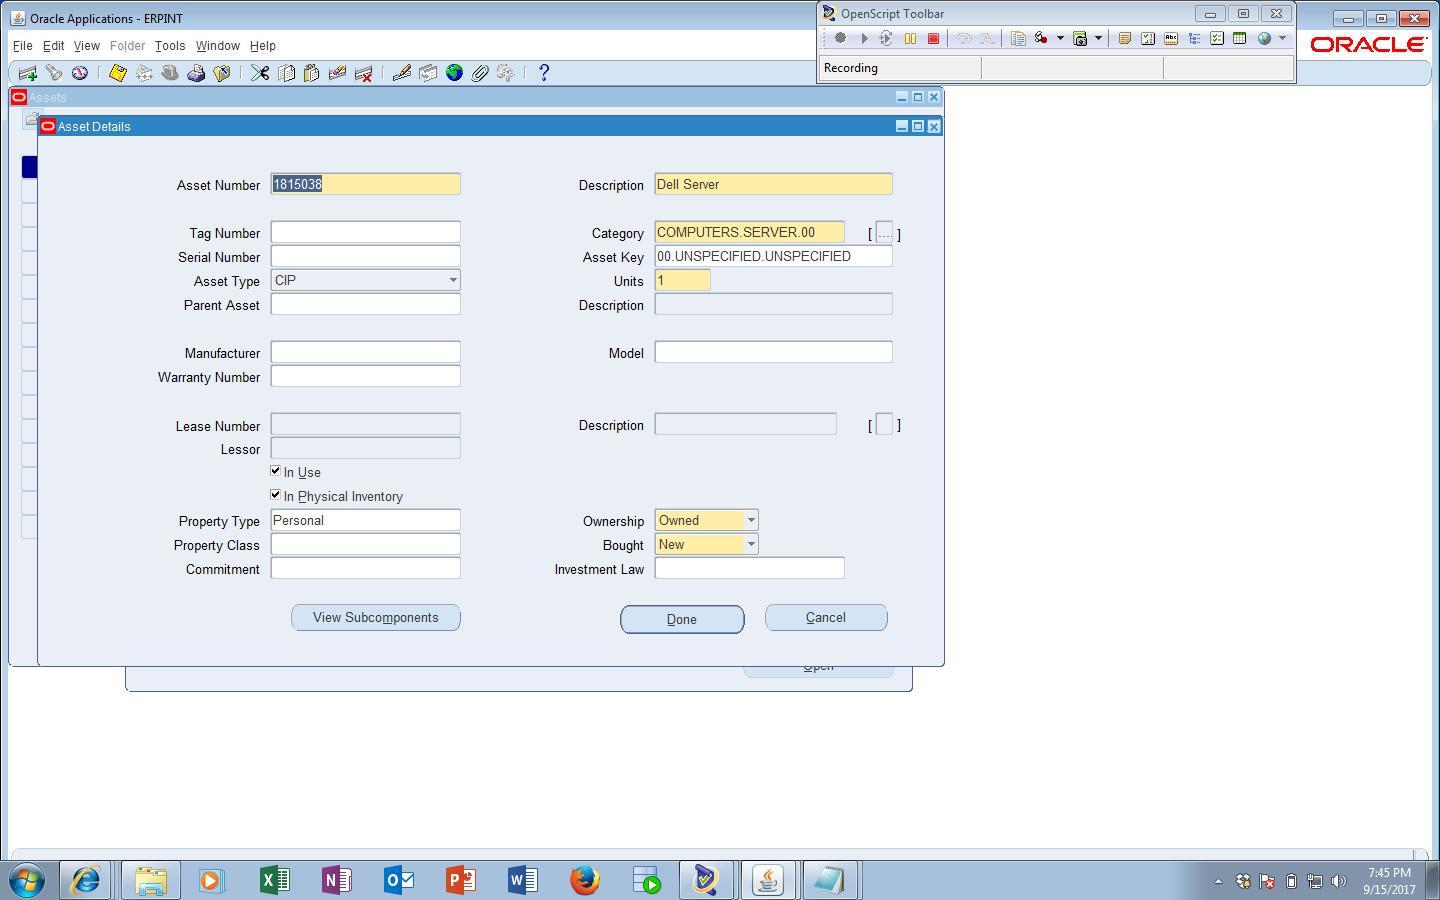 Oracle Applications - ERPINT
OpenScript Toolbar
File Edit View Folder Tools Window Help
ORACLE
Recording
Assets
Asset Details
Asset Number 1815038 Description Dell Server
Tag Number Category COMPUTERS.SERVER.00 [ .... ]
Serial Number Asset Key 00.UNSPECIFIED.UNSPECIFIED
Asset Type CIP Units 1
Parent Asset Description
Manufacturer Model
Warranty Number
Lease Number Description [ ]
Lessor
In Use
In Physical Inventory
Property Type Personal Ownership Owned
Property Class Bought New
Commitment Investment Law
View Subcomponents Done Cancel
Open
7:45 PM
9/15/2017